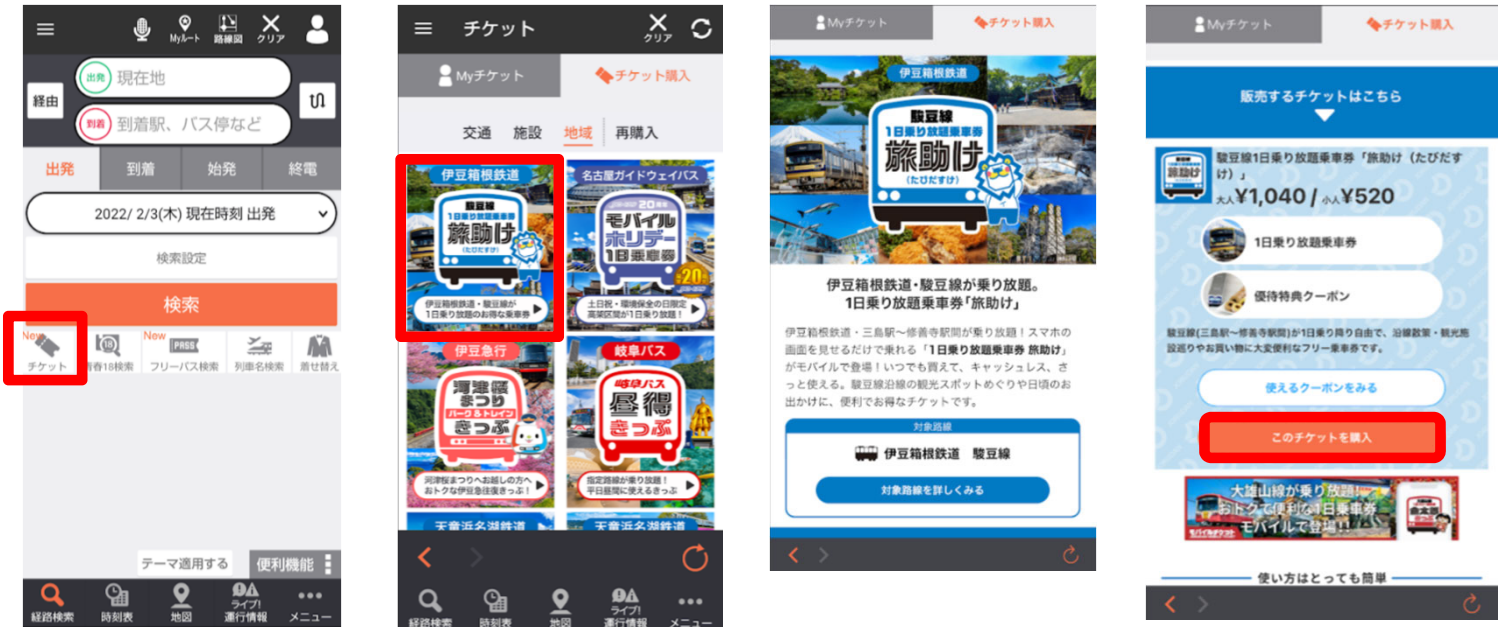 Myルート
路線図
クリア
経由
出発
現在地
到着
到着駅、バス停など
出発
到着
始発
終電
2022/ 2/3(木) 現在時刻 出発
検索設定
検索
New
チケット
青春18検索
New
PASS
フリーパス検索
列車名検索
着せ替え
テーマ適用する
便利機能
経路検索
時刻表
地図
ライブ!
運行情報
メニュー
チケット
クリア
Myチケット
チケット購入
交通
施設
地域
再購入
伊豆箱根鉄道
駿豆線
1日乗り放題乗車券
旅助け
(たびだすけ)
伊豆箱根鉄道・駿豆線が
1日乗り放題のお得な乗車券
名古屋ガイドウェイバス
モバイル
ホリデー
1日乗車券
20
土日祝・環境保全の日限定
高架区間が1日乗り放題!
伊豆急行
河津桜
まつり
パーク&トレイン
きっぷ
河津桜まつりへお越しの方へ
おトクな伊豆急往復きっぷ!
岐阜バス
岐阜バス
昼得
きっぷ
指定路線が乗り放題!
平日昼間に使えるきっぷ
天竜浜名湖鉄道
天竜浜名湖鉄道
経路検索
時刻表
地図
ライブ!
運行情報
メニュー
Myチケット
チケット購入
伊豆箱根鉄道
駿豆線
1日乗り放題乗車券
旅助け
(たびだすけ)
伊豆箱根鉄道・駿豆線が乗り放題。
1日乗り放題乗車券「旅助け」
伊豆箱根鉄道・三島駅〜修善寺駅間が乗り放題!スマホの
画面を見せるだけで乗れる「1日乗り放題乗車券 旅助け」
がモバイルで登場!いつでも買えて、キャッシュレス、さ
っと使える。駿豆線沿線の観光スポットめぐりや日頃のお
出かけに、便利でお得なチケットです。
対象路線
伊豆箱根鉄道 駿豆線
対象路線を詳しくみる
Myチケット
チケット購入
販売するチケットはこちら
旅助け
駿豆線1日乗り放題乗車券「旅助け(たびだす
け)」
大人¥1,040 / 小人¥520
1日乗り放題乗車券
優待特典クーポン
駿豆線(三島駅〜修善寺駅間)が1日乗り降り自由で、沿線散策・観光施
設巡りやお買い物に大変便利なフリー乗車券です。
使えるクーポンをみる
このチケットを購入
大雄山線が乗り放題!
おトクで便利な1日乗車券
モバイルで登場!!
モバイルチケット
金太郎
きっぷ
使い方はとっても簡単